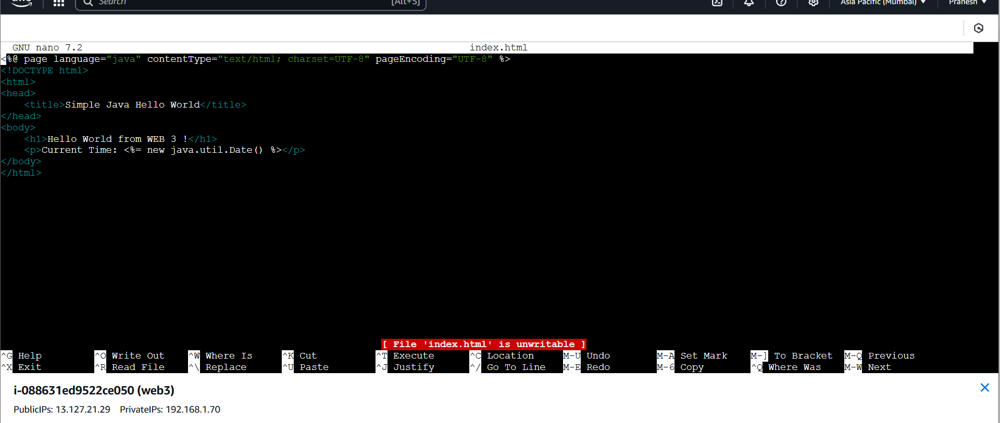 aws Search [Alt+S] Asia Pacific (Mumbai) Pranesh
GNU nano 7.2 index.html
<%@ page language="java" contentType="text/html; charset=UTF-8" pageEncoding="UTF-8" %>
<!DOCTYPE html>
<html>
<head>
    <title>Simple Java Hello World</title>
</head>
<body>
    <h1>Hello World from WEB 3 !</h1>
    <p>Current Time: <%= new java.util.Date() %></p>
</body>
</html>
[ File 'index.html' is unwritable ]
^G Help ^O Write Out ^W Where Is ^K Cut ^T Execute ^C Location M-U Undo M-A Set Mark M-] To Bracket M-Q Previous
^X Exit ^R Read File ^\ Replace ^U Paste ^J Justify ^/ Go To Line M-E Redo M-6 Copy ^Q Where Was M-W Next
i-088631ed9522ce050 (web3)
PublicIPs: 13.127.21.29 PrivateIPs: 192.168.1.70